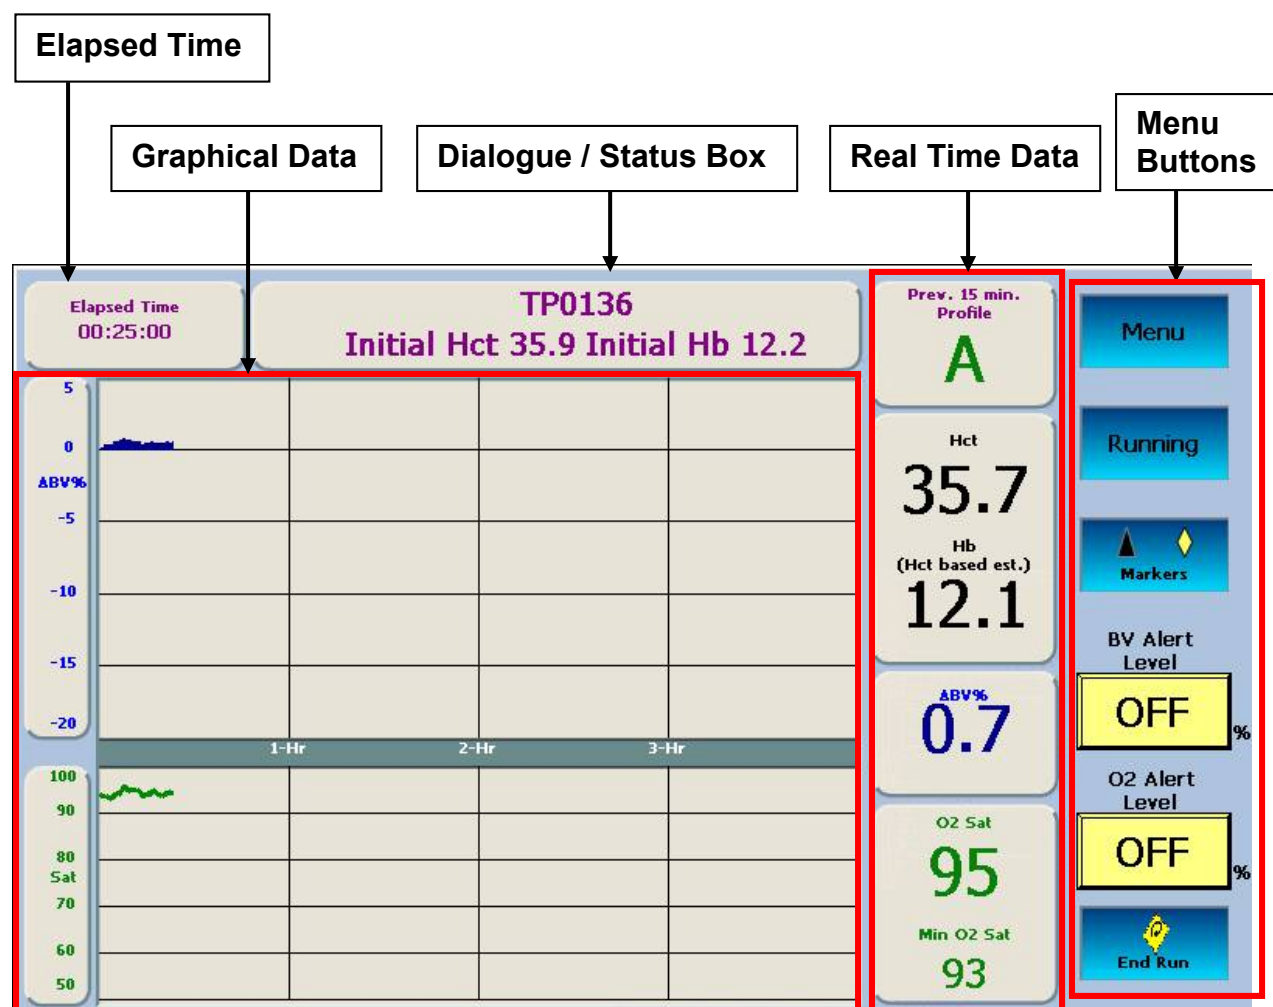 Elapsed Time
Graphical Data
Dialogue / Status Box
Real Time Data
Menu
Buttons
Elapsed Time
00:25:00
TP0136
Initial Hct 35.9 Initial Hb 12.2
Prev. 15 min.
Profile
A
Menu
5
0
ΔBV%
-5
-10
-15
-20
1-Hr 2-Hr 3-Hr
100
90
80
Sat
70
60
50
Hct
35.7
Hb
(Hct based est.)
12.1
ΔBV%
0.7
O2 Sat
95
Min O2 Sat
93
Running
Markers
BV Alert
Level
OFF %
O2 Alert
Level
OFF %
End Run